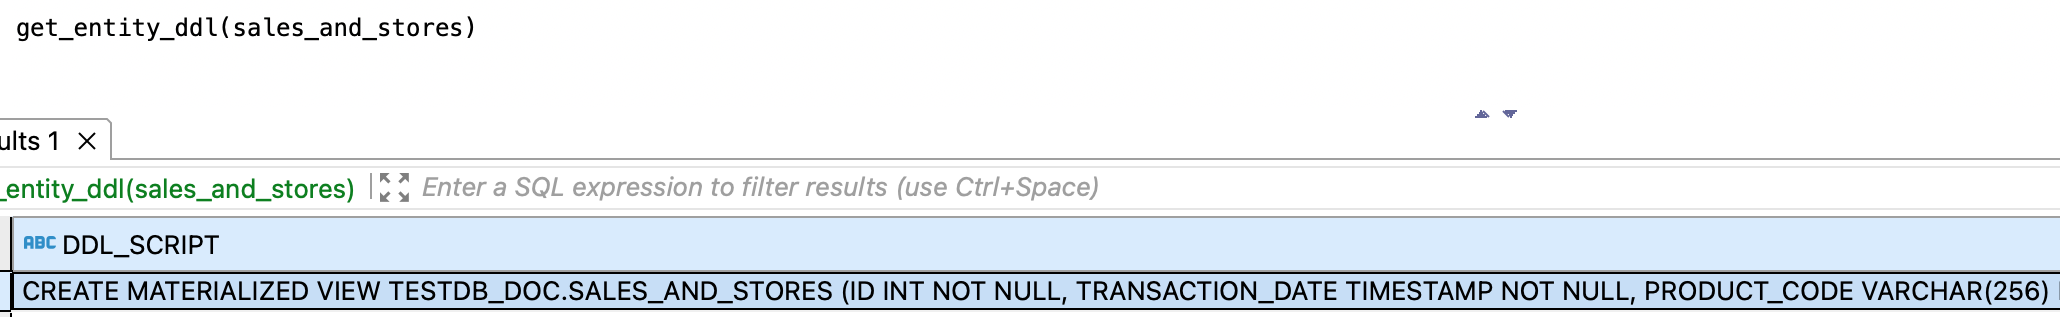 get_entity_ddl(sales_and_stores)
ults 1
_entity_ddl(sales_and_stores) Enter a SQL expression to filter results (use Ctrl+Space)
ABC DDL_SCRIPT
CREATE MATERIALIZED VIEW TESTDB_DOC.SALES_AND_STORES (ID INT NOT NULL, TRANSACTION_DATE TIMESTAMP NOT NULL, PRODUCT_CODE VARCHAR(256)